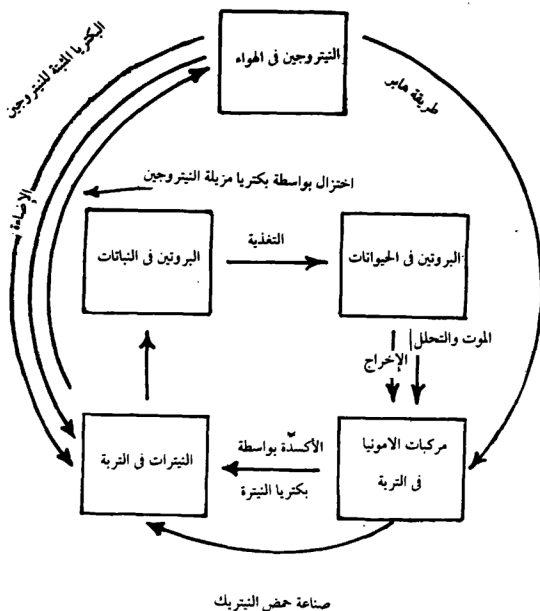 النيتروجين فى الهواء
البكتريا المثبتة للنيتروجين
طريقة هابر
الإضاءة
اختزال بواسطة بكتريا مزيلة النيتروجين
البروتين فى النباتات
التغذية
البروتين فى الحيوانات
الموت والتحلل
الإخراج
النيترات فى التربة
الأكسدّة بواسطة
بكتريا النيترة
مركبات الامونيا
فى التربة
صناعة حمض النيتريك